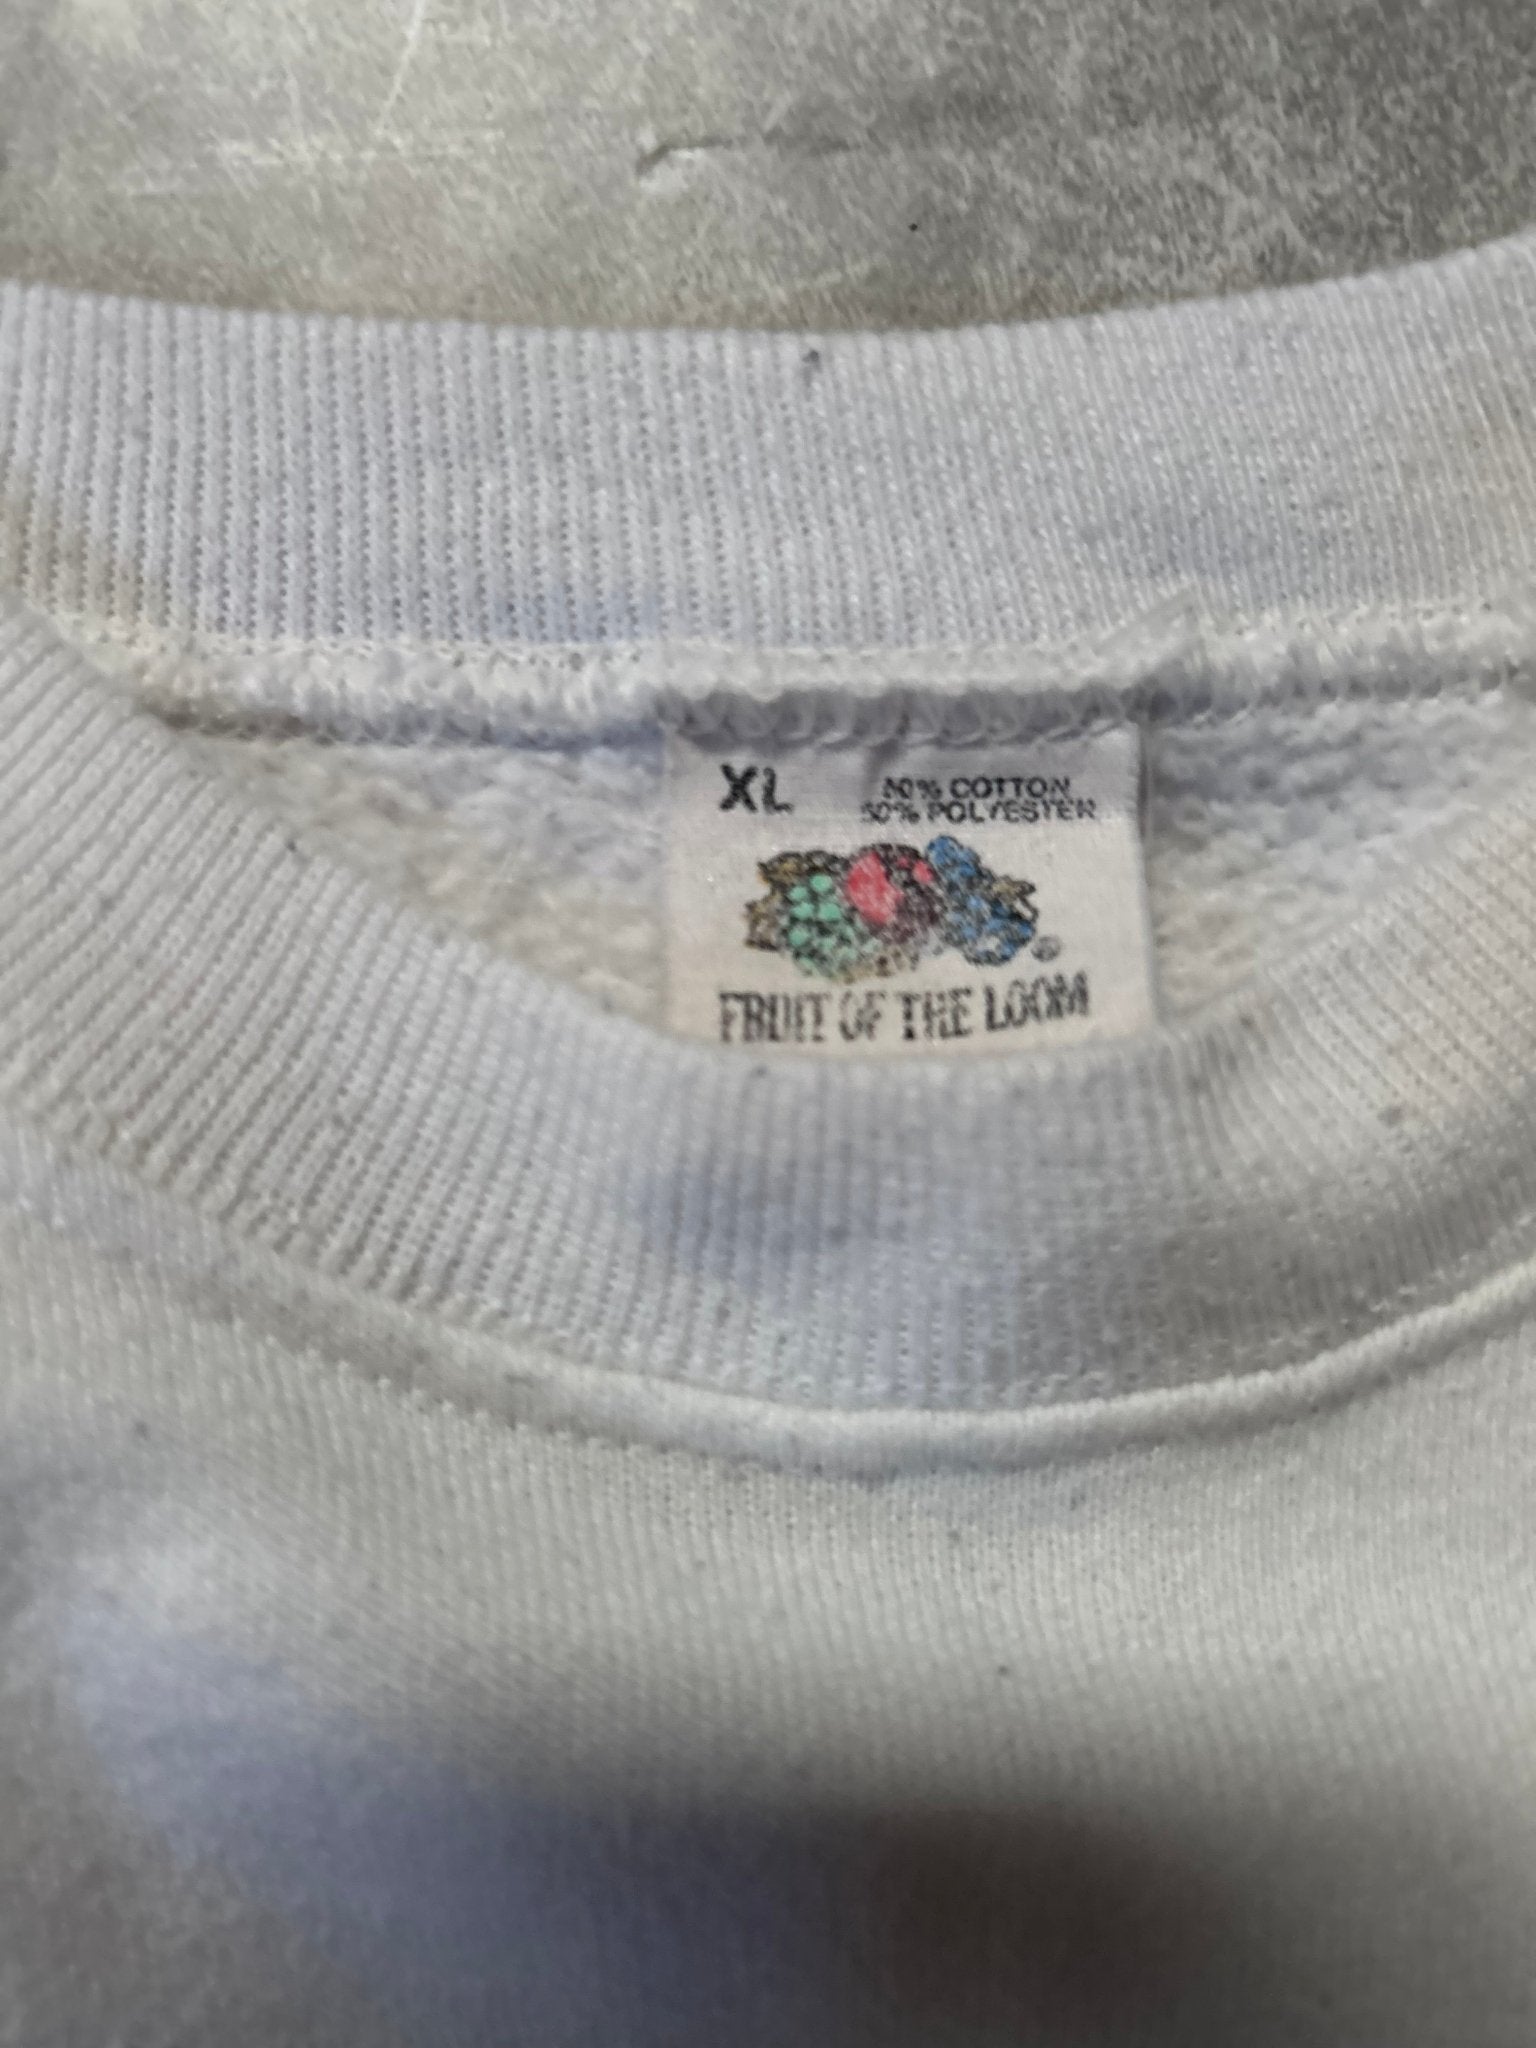 XL
50% COTTON
50% POLYESTER
®
FRUIT OF THE LOOM